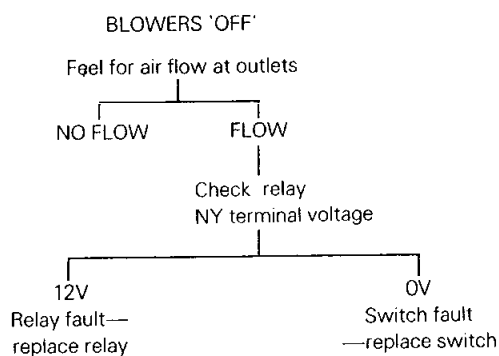 BLOWERS 'OFF'
Feel for air flow at outlets
NO FLOW FLOW
Check relay
NY terminal voltage
12V 0V
Relay fault—
replace relay
Switch fault
—replace switch